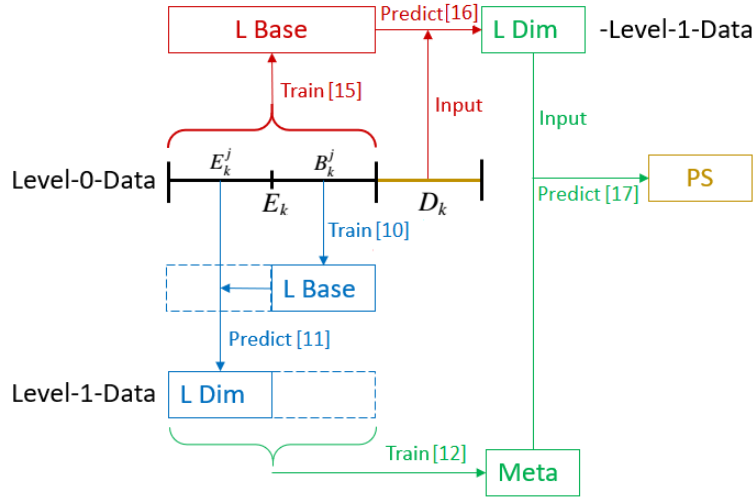 L Base
Predict [16]
L Dim
-Level-1-Data
Train [15]
Input
Input
Level-0-Data
E_k^j
B_k^j
E_k
D_k
PS
Predict [17]
Train [10]
L Base
Predict [11]
Level-1-Data
L Dim
Train [12]
Meta